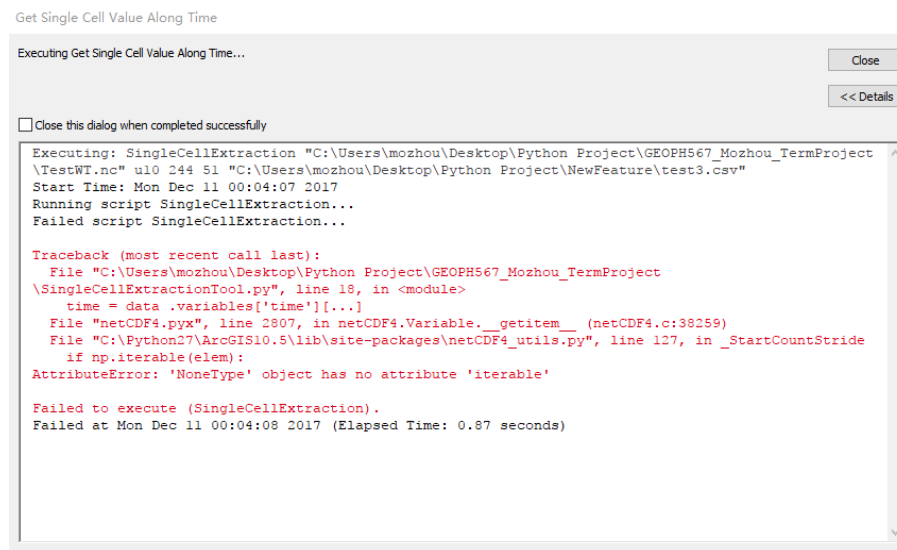 Get Single Cell Value Along Time
Executing Get Single Cell Value Along Time...
Close
<< Details
Close this dialog when completed successfully
Executing: SingleCellExtraction "C:\Users\mozhou\Desktop\Python Project\GEOPH567_Mozhou_TermProject
\TestWT.nc" u10 244 51 "C:\Users\mozhou\Desktop\Python Project\NewFeature\test3.csv"
Start Time: Mon Dec 11 00:04:07 2017
Running script SingleCellExtraction...
Failed script SingleCellExtraction...
Traceback (most recent call last):
File "C:\Users\mozhou\Desktop\Python Project\GEOPH567_Mozhou_TermProject
\SingleCellExtractionTool.py", line 18, in <module>
time = data .variables['time'][...]
File "netCDF4.pyx", line 2807, in netCDF4.Variable.__getitem__ (netCDF4.c:38259)
File "C:\Python27\ArcGIS10.5\lib\site-packages\netCDF4_utils.py", line 127, in _StartCountStride
if np.iterable(elem):
AttributeError: 'NoneType' object has no attribute 'iterable'
Failed to execute (SingleCellExtraction).
Failed at Mon Dec 11 00:04:08 2017 (Elapsed Time: 0.87 seconds)